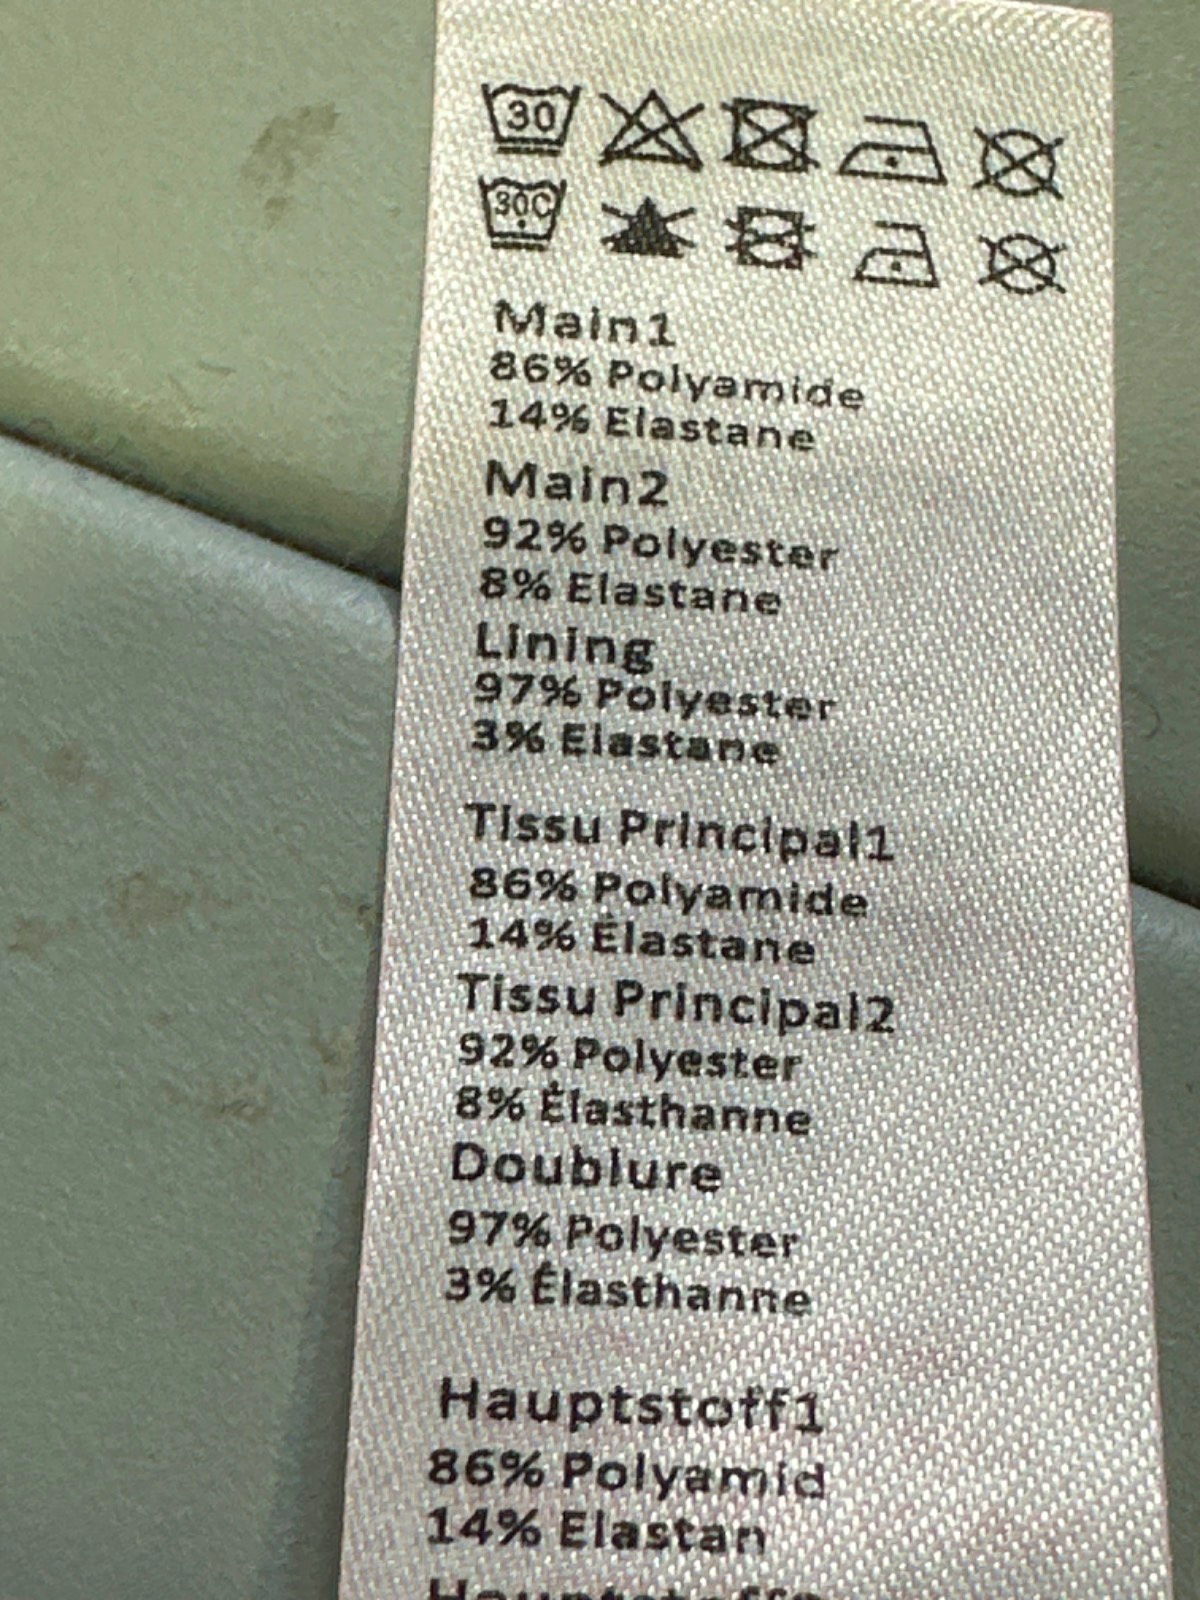 30
30C
Main1
86% Polyamide
14% Elastane
Main2
92% Polyester
8% Elastane
Lining
97% Polyester
3% Elastane
Tissu Principal1
86% Polyamide
14% Élastane
Tissu Principal2
92% Polyester
8% Élasthanne
Doublure
97% Polyester
3% Élasthanne
Hauptstoff1
86% Polyamid
14% Elastan